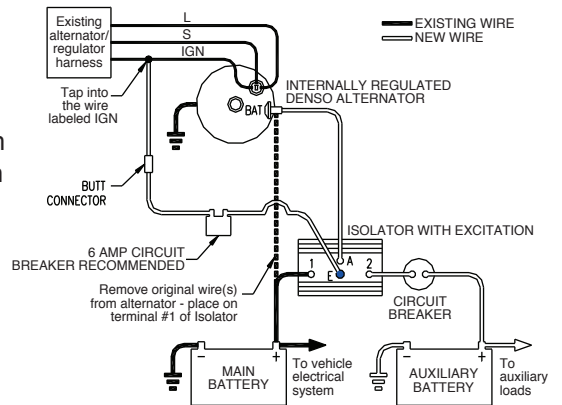 Existing
alternator/
regulator
harness
L
S
IGN
EXISTING WIRE
NEW WIRE
Tap into
the wire
labeled IGN
BAT
INTERNALLY REGULATED
DENSO ALTERNATOR
BUTT
CONNECTOR
6 AMP CIRCUIT
BREAKER RECOMMENDED
ISOLATOR WITH EXCITATION
1
A
E
2
Remove original wire(s)
from alternator - place on
terminal #1 of Isolator
CIRCUIT
BREAKER
- +
MAIN
BATTERY
To vehicle
electrical
system
- +
AUXILIARY
BATTERY
To
auxiliary
loads